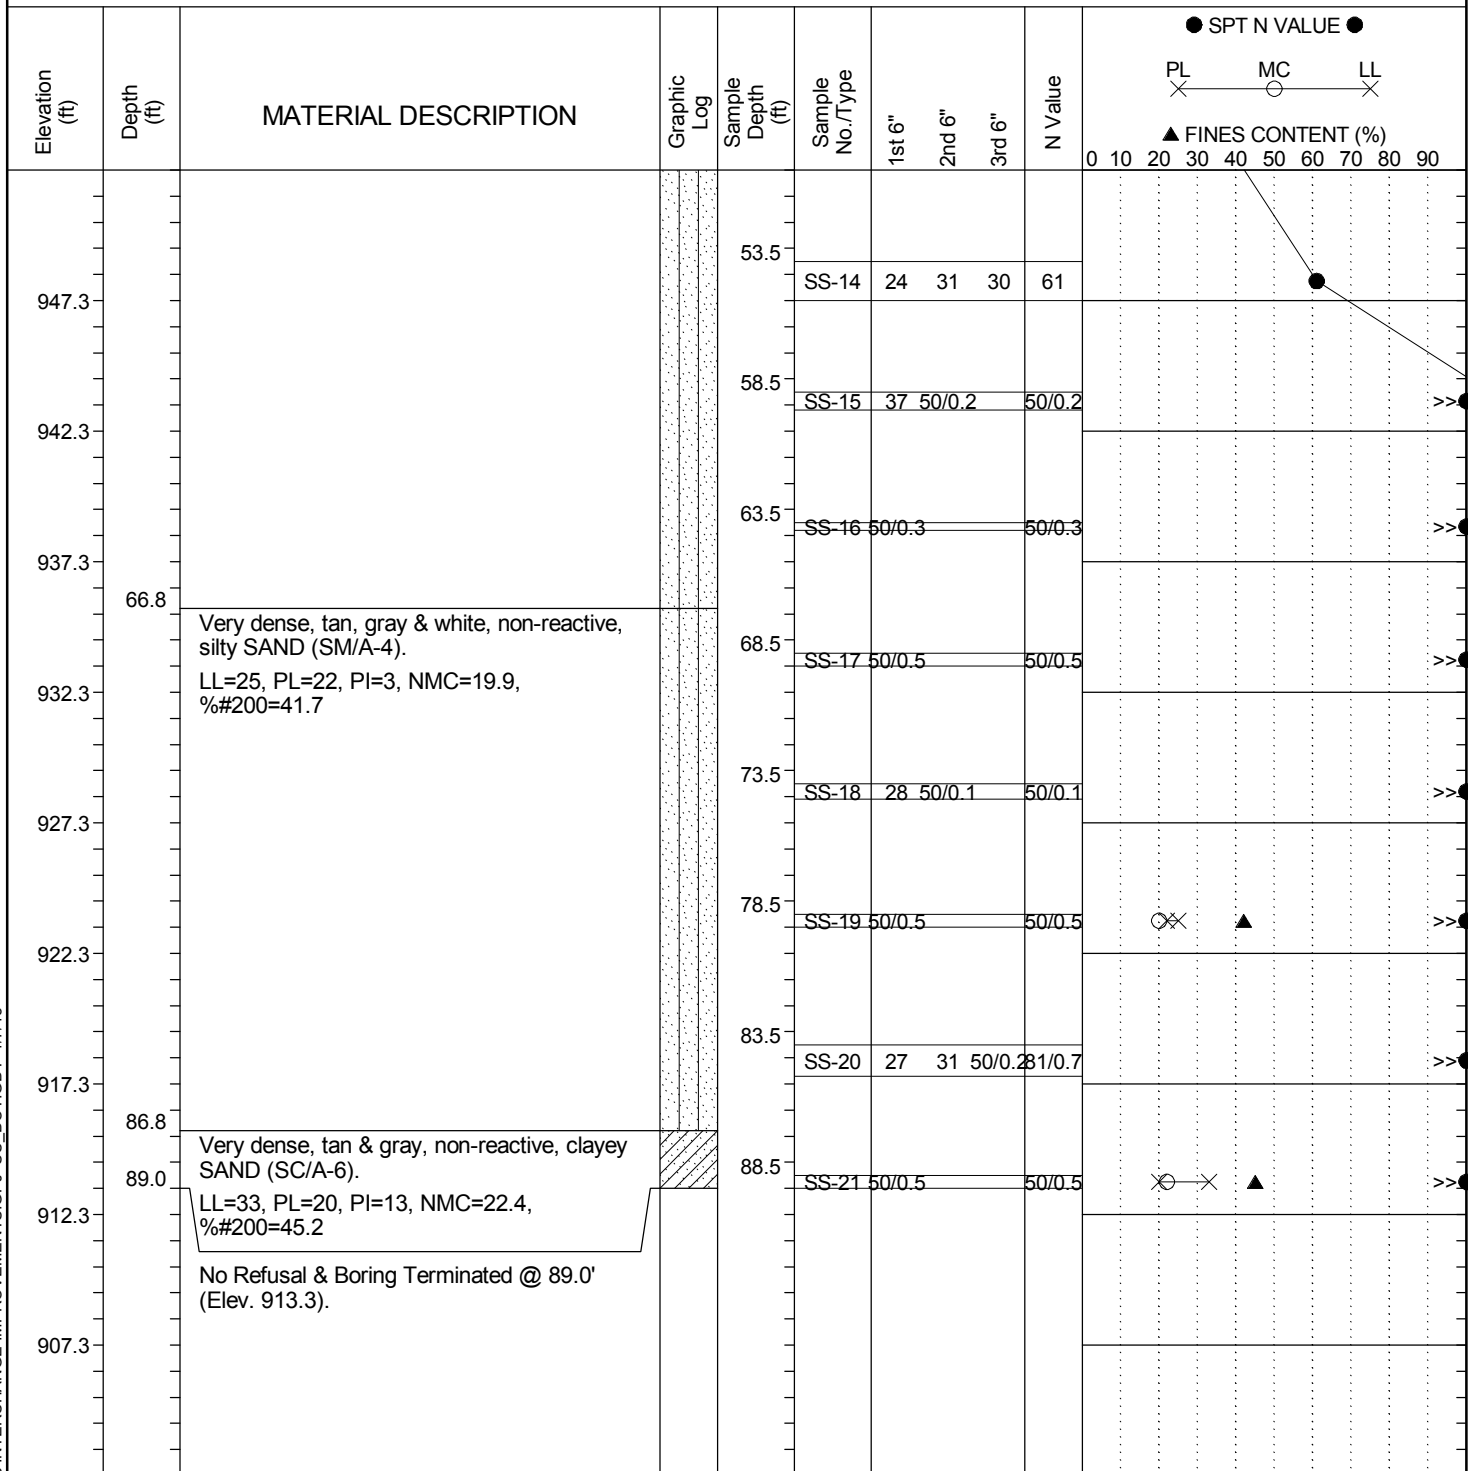 ● SPT N VALUE ●
PL MC LL
▲ FINES CONTENT (%)
0 10 20 30 40 50 60 70 80 90
Elevation (ft)
Depth (ft)
MATERIAL DESCRIPTION
Graphic Log
Sample Depth (ft)
Sample No./Type
1st 6"
2nd 6"
3rd 6"
N Value
53.5
SS-14 24 31 30 61
947.3
58.5
SS-15 37 50/0.2 50/0.2 >>
942.3
63.5
SS-16 50/0.3 50/0.3 >>
937.3
66.8
Very dense, tan, gray & white, non-reactive,
silty SAND (SM/A-4).
68.5
SS-17 50/0.5 50/0.5 >>
LL=25, PL=22, PI=3, NMC=19.9,
%#200=41.7
932.3
73.5
SS-18 28 50/0.1 50/0.1 >>
927.3
78.5
SS-19 50/0.5 50/0.5 >>
922.3
83.5
SS-20 27 31 50/0.2 81/0.7 >>
917.3
86.8
Very dense, tan & gray, non-reactive, clayey
SAND (SC/A-6).
88.5
89.0
SS-21 50/0.5 50/0.5 >>
LL=33, PL=20, PI=13, NMC=22.4,
%#200=45.2
912.3
No Refusal & Boring Terminated @ 89.0'
(Elev. 913.3).
907.3